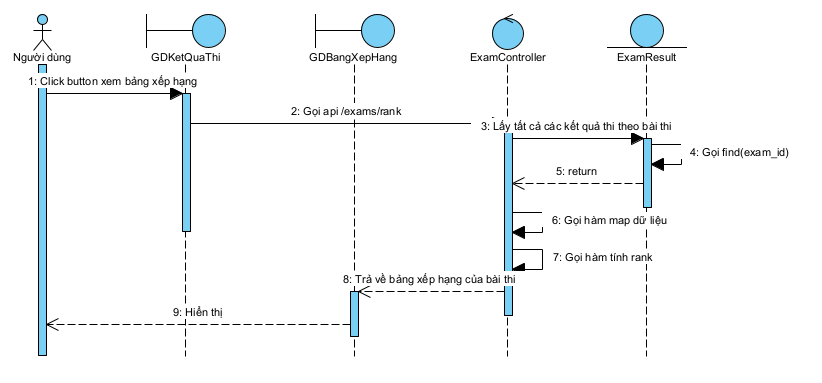 Người dùng
GDKetQuaThi
GDBangXepHang
ExamController
ExamResult
1: Click button xem bảng xếp hạng
2: Gọi api /exams/rank
3: Lấy tất cả các kết quả thi theo bài thi
4: Gọi find(exam_id)
5: return
6: Gọi hàm map dữ liệu
7: Gọi hàm tính rank
8: Trả về bảng xếp hạng của bài thi
9: Hiển thị